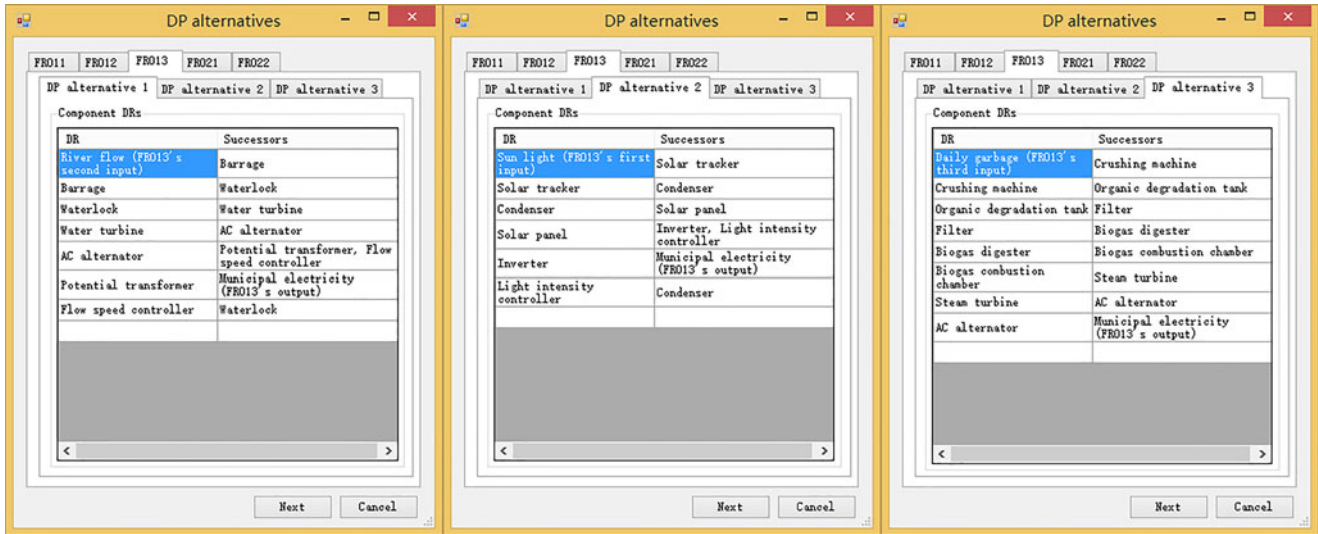 DP alternatives
FR011 FR012 FR013 FR021 FR022
DP alternative 1 DP alternative 2 DP alternative 3
Component DRs
DR Successors
River flow (FR013's
second input)
Barrage
Barrage Waterlock
Waterlock Water turbine
Water turbine AC alternator
AC alternator
Potential transformer, Flow
speed controller
Potential transformer
Municipal electricity
(FR013's output)
Flow speed controller Waterlock
Next Cancel
DP alternatives
FR011 FR012 FR013 FR021 FR022
DP alternative 1 DP alternative 2 DP alternative 3
Component DRs
DR Successors
Sun light (FR013's first
input)
Solar tracker
Solar tracker Condenser
Condenser Solar panel
Solar panel
Inverter, Light intensity
controller
Inverter
Municipal electricity
(FR013's output)
Light intensity
controller
Condenser
Next Cancel
DP alternatives
FR011 FR012 FR013 FR021 FR022
DP alternative 1 DP alternative 2 DP alternative 3
Component DRs
DR Successors
Daily garbage (FR013's
third input)
Crushing machine
Crushing machine Organic degradation tank
Organic degradation tank Filter
Filter Biogas digester
Biogas digester Biogas combustion chamber
Biogas combustion
chamber
Steam turbine
Steam turbine AC alternator
AC alternator
Municipal electricity
(FR013's output)
Next Cancel